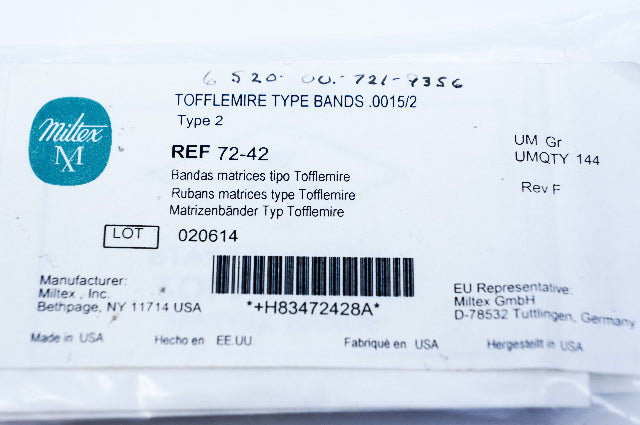 6520-00-721-9356
TOFFLEMIRE TYPE BANDS .0015/2
Type 2
Miltex
MX
REF 72-42
UM Gr
UMQTY 144
Rev F
Bandas matrices tipo Tofflemire
Rubans matrices type Tofflemire
Matrizenbänder Typ Tofflemire
LOT 020614
*+H83472428A*
Manufacturer:
Miltex , Inc.
Bethpage, NY 11714 USA
EU Representative:
Miltex GmbH
D-78532 Tuttlingen, Germany
Made in USA Hecho en EE.UU Fabriqué en USA Hergestellt in USA